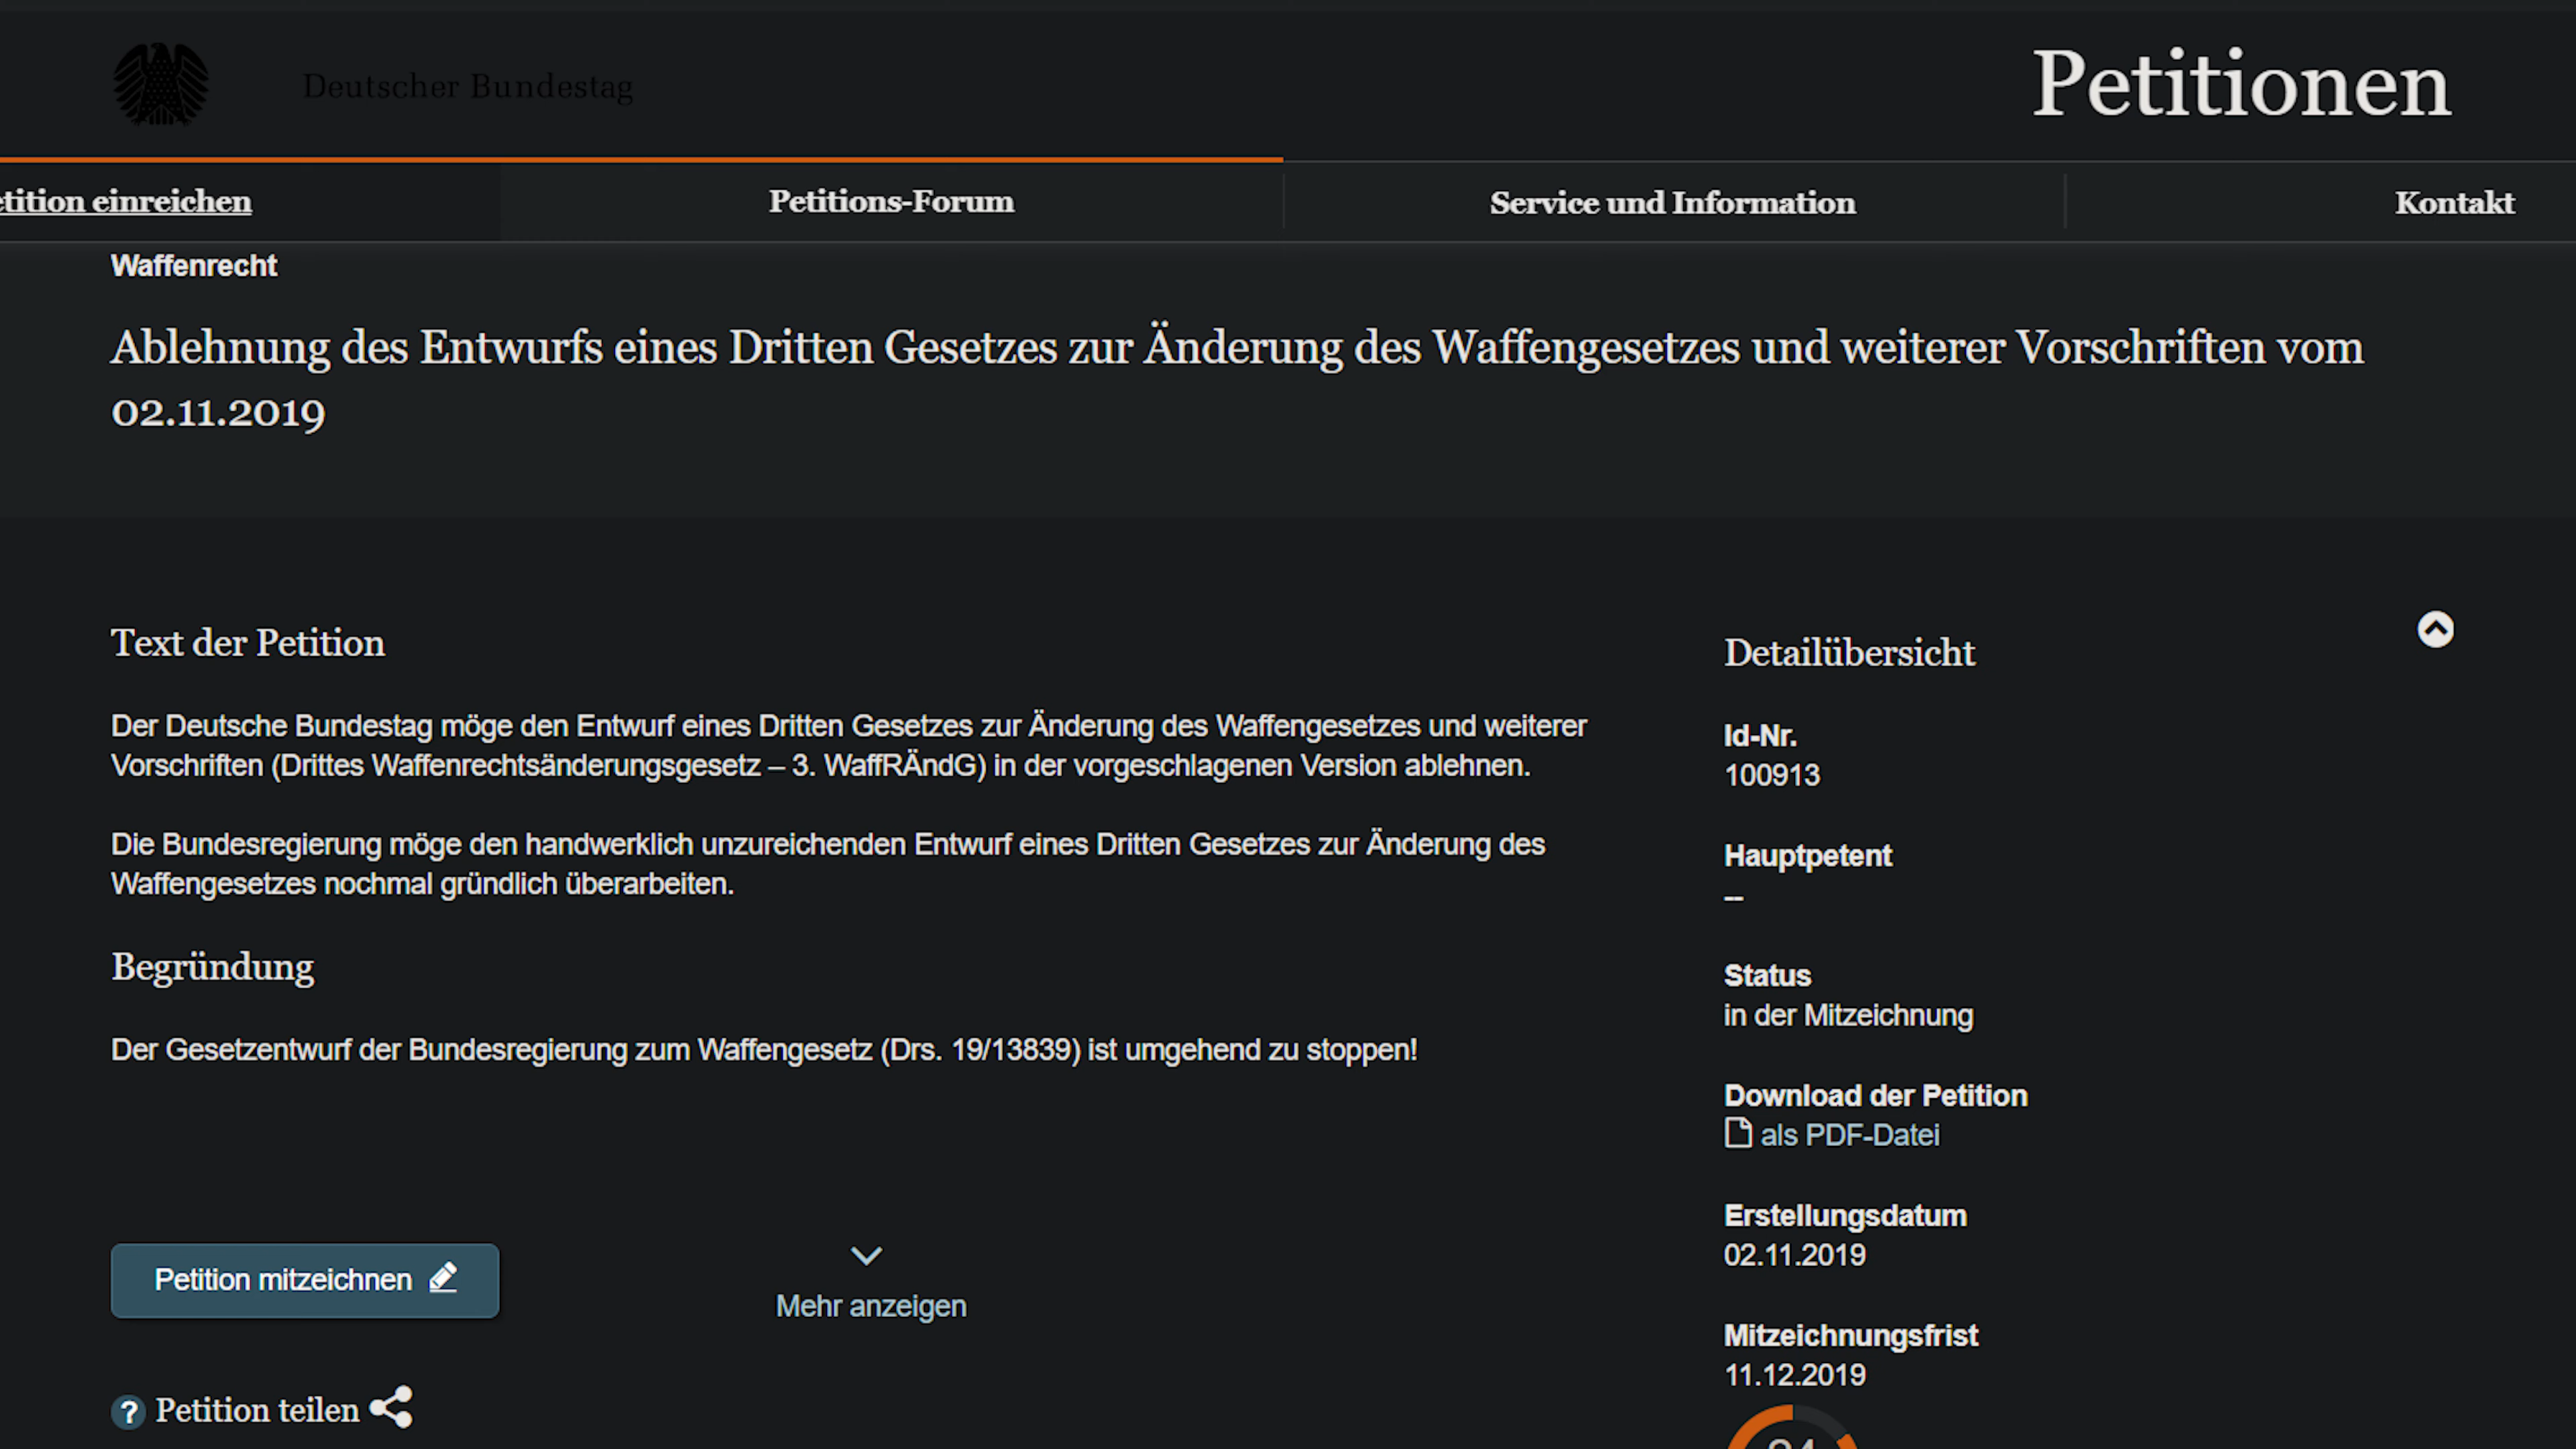 Deutscher Bundestag
Petitionen
etition einreichen
Petitions-Forum
Service und Information
Kontakt
Waffenrecht
Ablehnung des Entwurfs eines Dritten Gesetzes zur Änderung des Waffengesetzes und weiterer Vorschriften vom
02.11.2019
Text der Petition
Der Deutsche Bundestag möge den Entwurf eines Dritten Gesetzes zur Änderung des Waffengesetzes und weiterer
Vorschriften (Drittes Waffenrechtsänderungsgesetz – 3. WaffRÄndG) in der vorgeschlagenen Version ablehnen.
Die Bundesregierung möge den handwerklich unzureichenden Entwurf eines Dritten Gesetzes zur Änderung des
Waffengesetzes nochmal gründlich überarbeiten.
Begründung
Der Gesetzentwurf der Bundesregierung zum Waffengesetz (Drs. 19/13839) ist umgehend zu stoppen!
Petition mitzeichnen
Mehr anzeigen
? Petition teilen
Detailübersicht
Id-Nr.
100913
Hauptpetent
--
Status
in der Mitzeichnung
Download der Petition
als PDF-Datei
Erstellungsdatum
02.11.2019
Mitzeichnungsfrist
11.12.2019